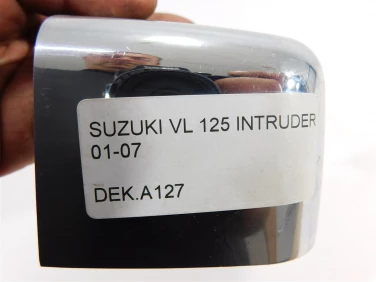 SUZUKI VL 125 INTRUDER
01-07
DEK.A127